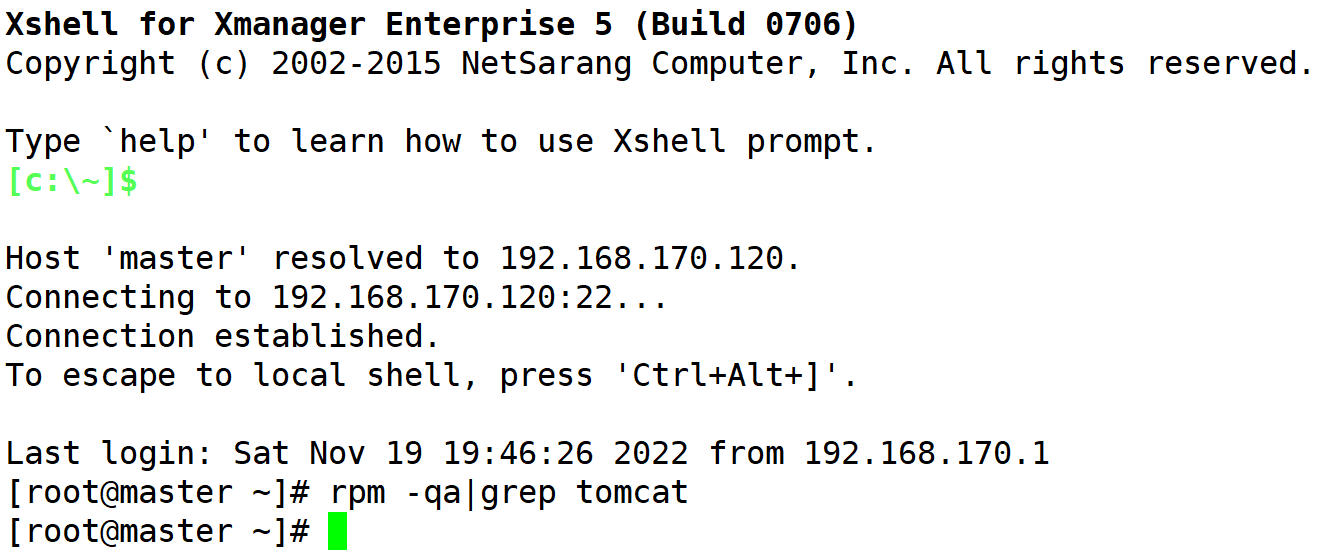 Xshell for Xmanager Enterprise 5 (Build 0706)
Copyright (c) 2002-2015 NetSarang Computer, Inc. All rights reserved.
Type `help' to learn how to use Xshell prompt.
[c:\~]$
Host 'master' resolved to 192.168.170.120.
Connecting to 192.168.170.120:22...
Connection established.
To escape to local shell, press 'Ctrl+Alt+]'.
Last login: Sat Nov 19 19:46:26 2022 from 192.168.170.1
[root@master ~]# rpm -qa|grep tomcat
[root@master ~]#